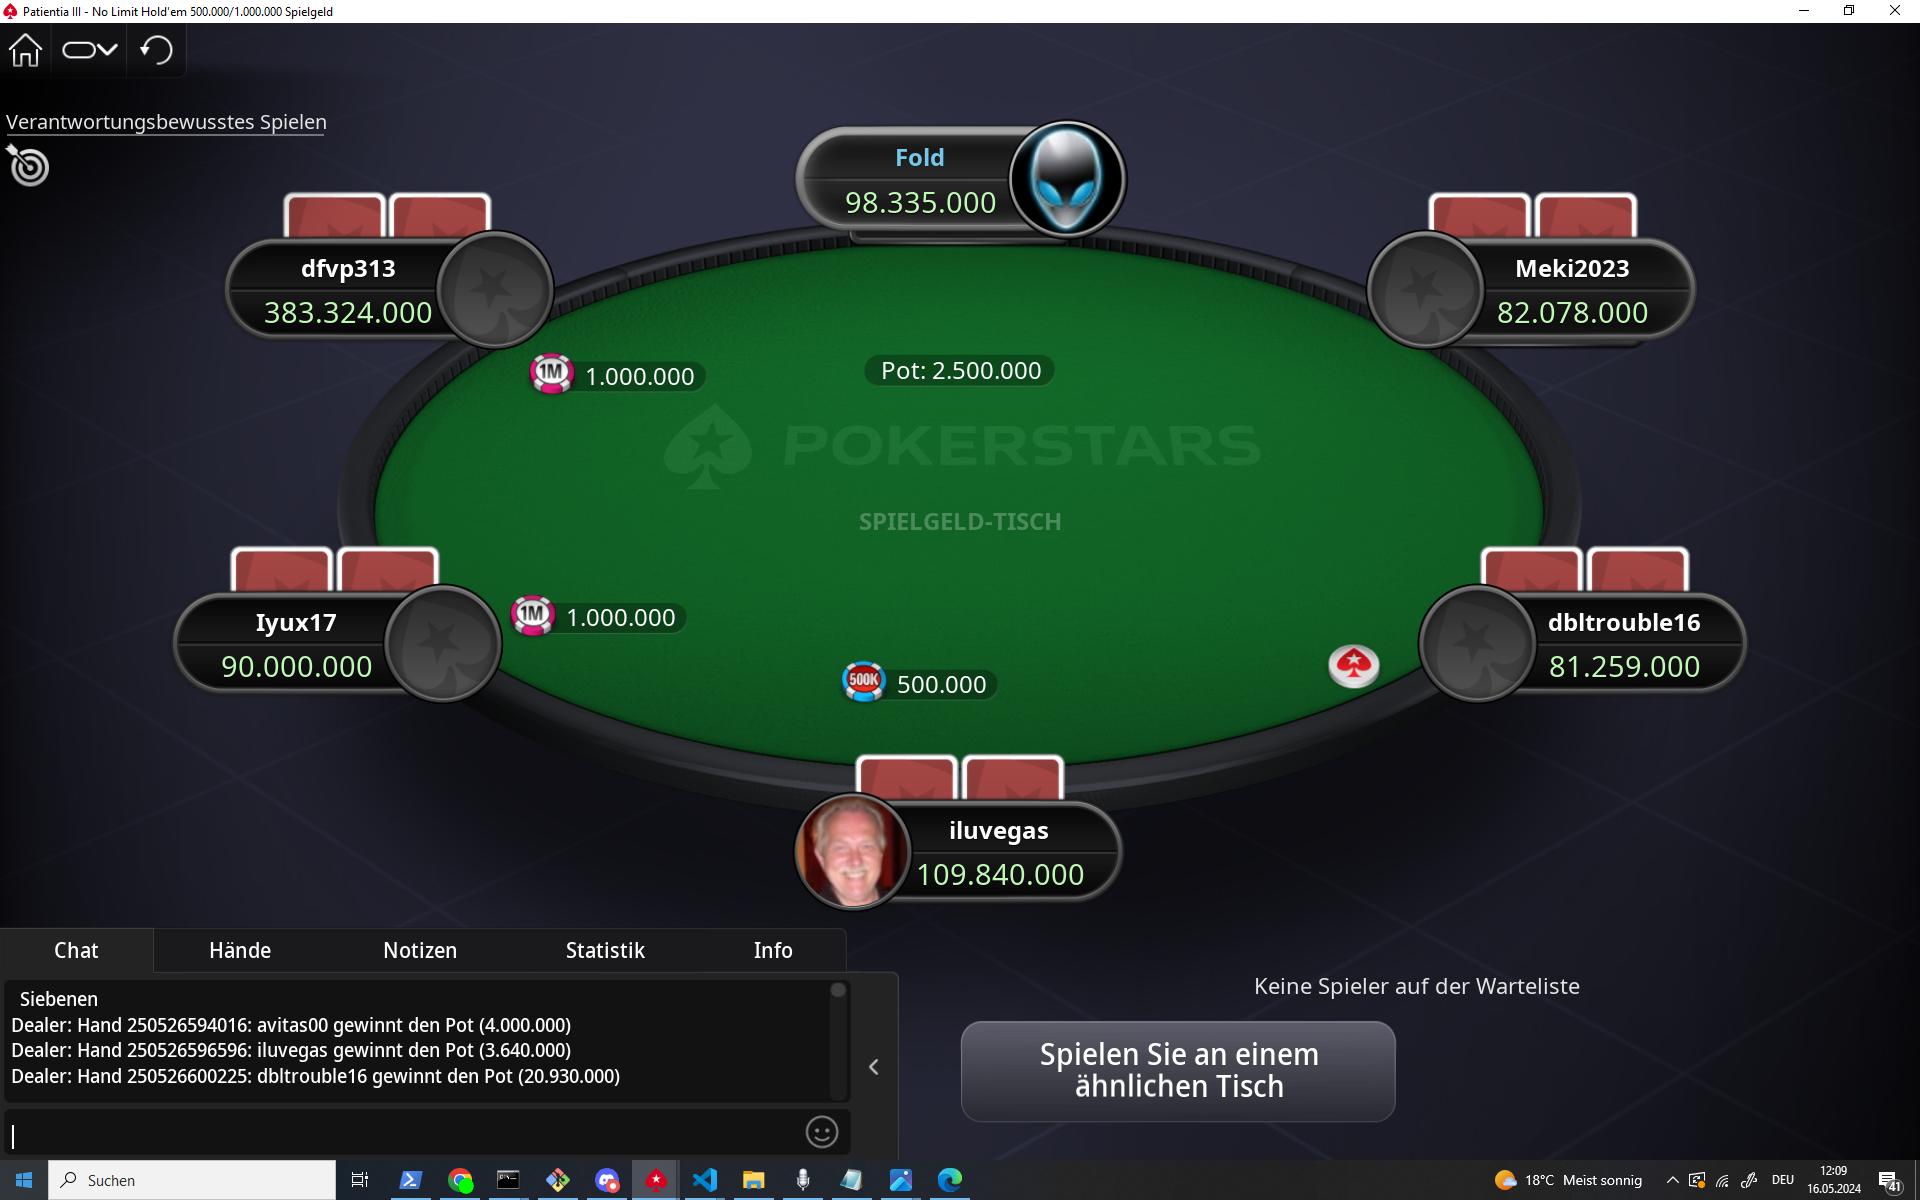 Patientia III - No Limit Hold'em 500.000/1.000.000 Spielgeld
Verantwortungsbewusstes Spielen
Fold
98.335.000
dfvp313
383.324.000
Meki2023
82.078.000
1M
1.000.000
Pot: 2.500.000
POKERSTARS
SPIELGELD-TISCH
Iyux17
90.000.000
1M
1.000.000
dbltrouble16
81.259.000
500K
500.000
iluvegas
109.840.000
Chat
Hände
Notizen
Statistik
Info
Siebenen
Dealer: Hand 250526594016: avitas00 gewinnt den Pot (4.000.000)
Dealer: Hand 250526596596: iluvegas gewinnt den Pot (3.640.000)
Dealer: Hand 250526600225: dbltrouble16 gewinnt den Pot (20.930.000)
Keine Spieler auf der Warteliste
Spielen Sie an einem
ähnlichen Tisch
Suchen
18°C Meist sonnig
DEU
12:09
16.05.2024
41